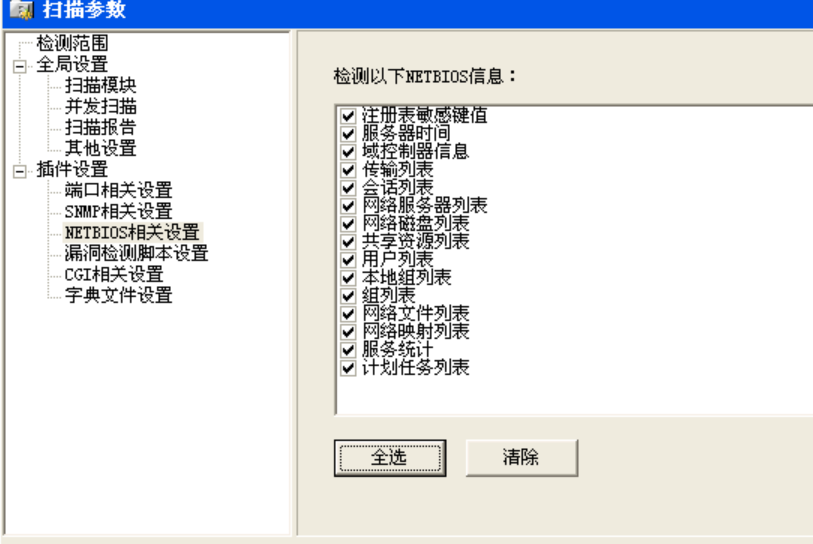 扫描参数
检测范围
全局设置
扫描模块
并发扫描
扫描报告
其他设置
插件设置
端口相关设置
SNMP相关设置
NETBIOS相关设置
漏洞检测脚本设置
CGI相关设置
字典文件设置
检测以下NETBIOS信息：
注册表敏感键值
服务器时间
域控制器信息
传输列表
会话列表
网络服务器列表
网络磁盘列表
共享资源列表
用户列表
本地组列表
组列表
网络文件列表
网络映射列表
服务统计
计划任务列表
全选
清除